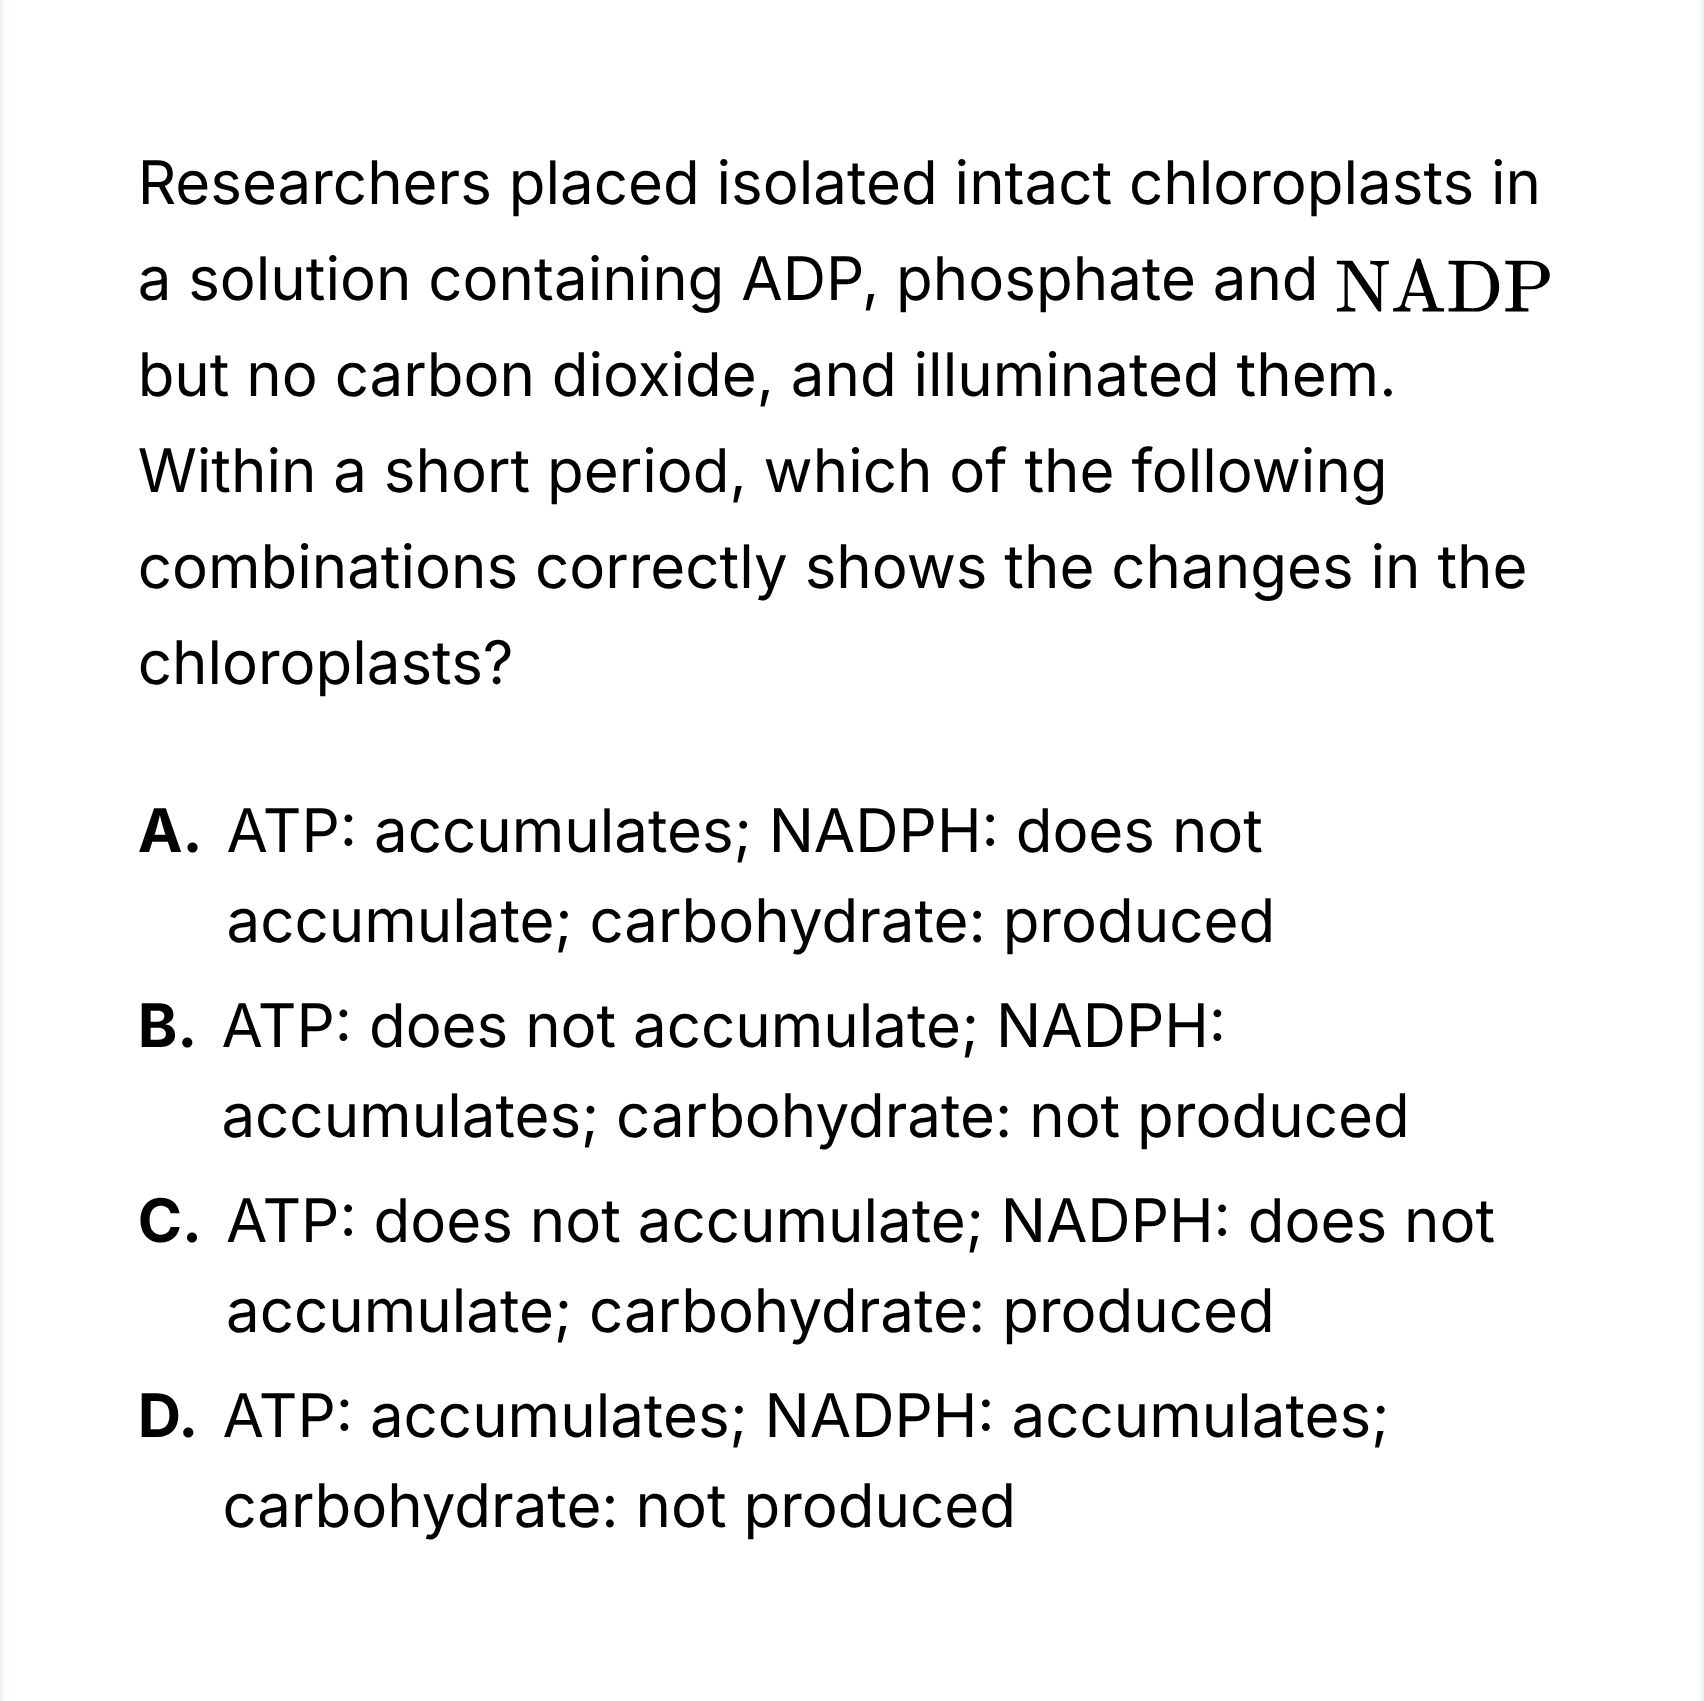 Researchers placed isolated intact chloroplasts in
a solution containing ADP, phosphate and NADP
but no carbon dioxide, and illuminated them.
Within a short period, which of the following
combinations correctly shows the changes in the
chloroplasts?
A. ATP: accumulates; NADPH: does not
accumulate; carbohydrate: produced
B. ATP: does not accumulate; NADPH:
accumulates; carbohydrate: not produced
C. ATP: does not accumulate; NADPH: does not
accumulate; carbohydrate: produced
D. ATP: accumulates; NADPH: accumulates;
carbohydrate: not produced